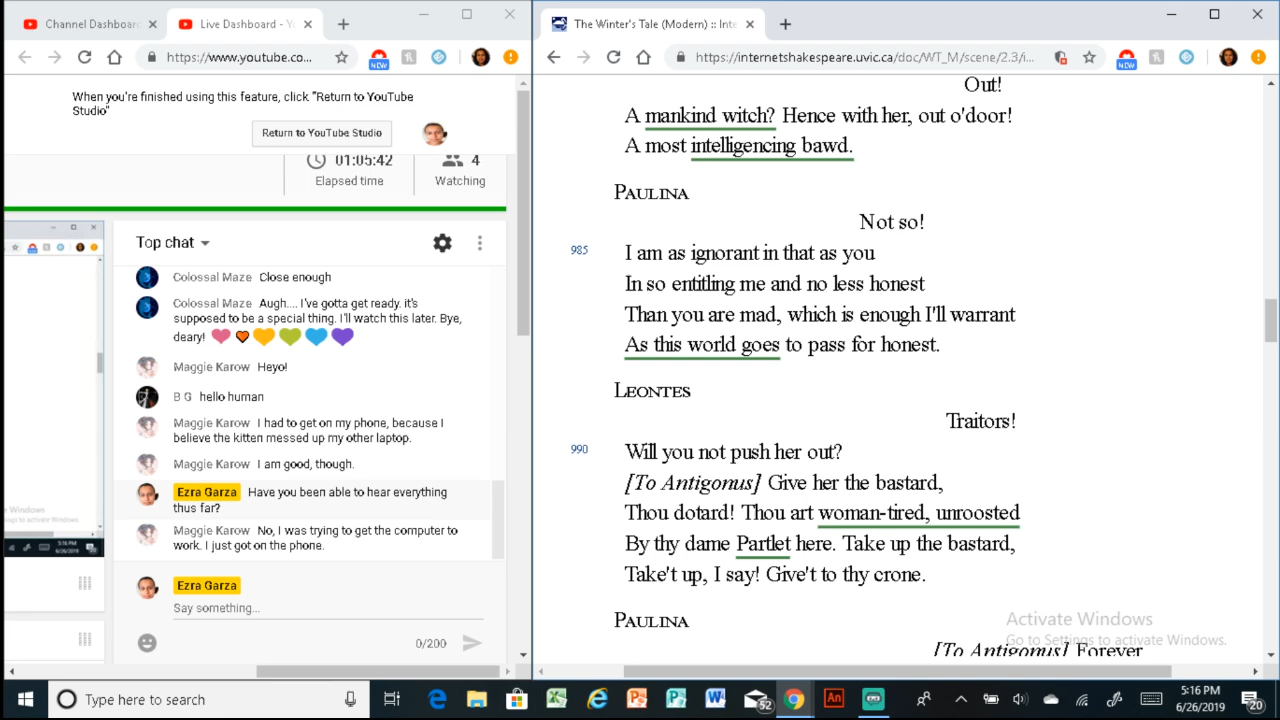 Channel Dashboard
Live Dashboard - Yo
The Winter's Tale (Modern) :: Inte
https://www.youtube.co...
NEW
https://internetshakespeare.uvic.ca/doc/WT_M/scene/2.3/i...
NEW
When you're finished using this feature, click "Return to YouTube
Studio"
Return to YouTube Studio
01:05:42
4
Elapsed time
Watching
Top chat
Colossal Maze Close enough
Colossal Maze Augh.... I've gotta get ready. it's
supposed to be a special thing. I'll watch this later. Bye,
deary!
Maggie Karow Heyo!
B G hello human
Maggie Karow I had to get on my phone, because I
believe the kitten messed up my other laptop.
Maggie Karow I am good, though.
Ezra Garza Have you been able to hear everything
thus far?
Maggie Karow No, I was trying to get the computer to
work. I just got on the phone.
Ezra Garza
Say something...
0/200
Out!
A mankind witch? Hence with her, out o'door!
A most intelligencing bawd.
PAULINA
Not so!
985 I am as ignorant in that as you
In so entitling me and no less honest
Than you are mad, which is enough I'll warrant
As this world goes to pass for honest.
LEONTES
Traitors!
990 Will you not push her out?
[To Antigonus] Give her the bastard,
Thou dotard! Thou art woman-tired, unroosted
By thy dame Partlet here. Take up the bastard,
Take't up, I say! Give't to thy crone.
PAULINA
[To Antigonus] Forever
Activate Windows
Go to Settings to activate Windows.
5:16 PM
6/26/2019
Type here to search
52
An
5:16 PM
6/26/2019
20